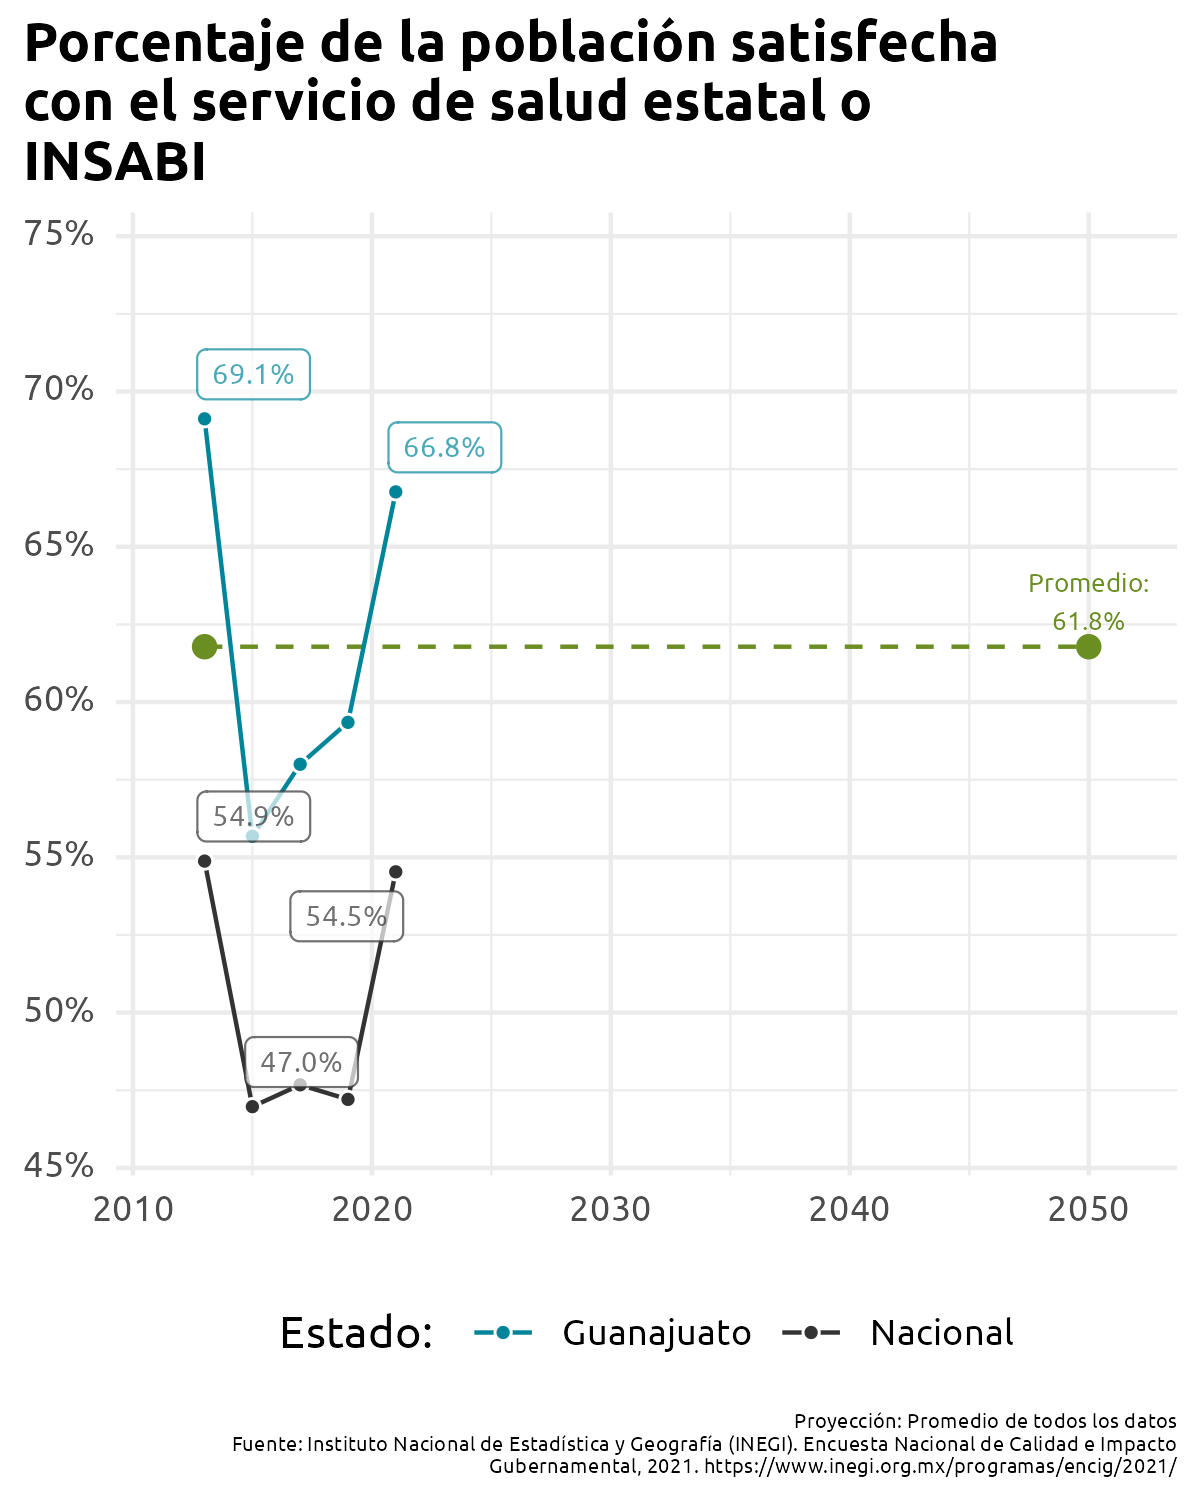 Porcentaje de la población satisfecha
con el servicio de salud estatal o
INSABI
75%
70%
65%
60%
55%
50%
45%
69.1%
66.8%
Promedio:
61.8%
54.9%
54.5%
47.0%
2010 2020 2030 2040 2050
Estado: Guanajuato Nacional
Proyección: Promedio de todos los datos
Fuente: Instituto Nacional de Estadística y Geografía (INEGI). Encuesta Nacional de Calidad e Impacto
Gubernamental, 2021. https://www.inegi.org.mx/programas/encig/2021/